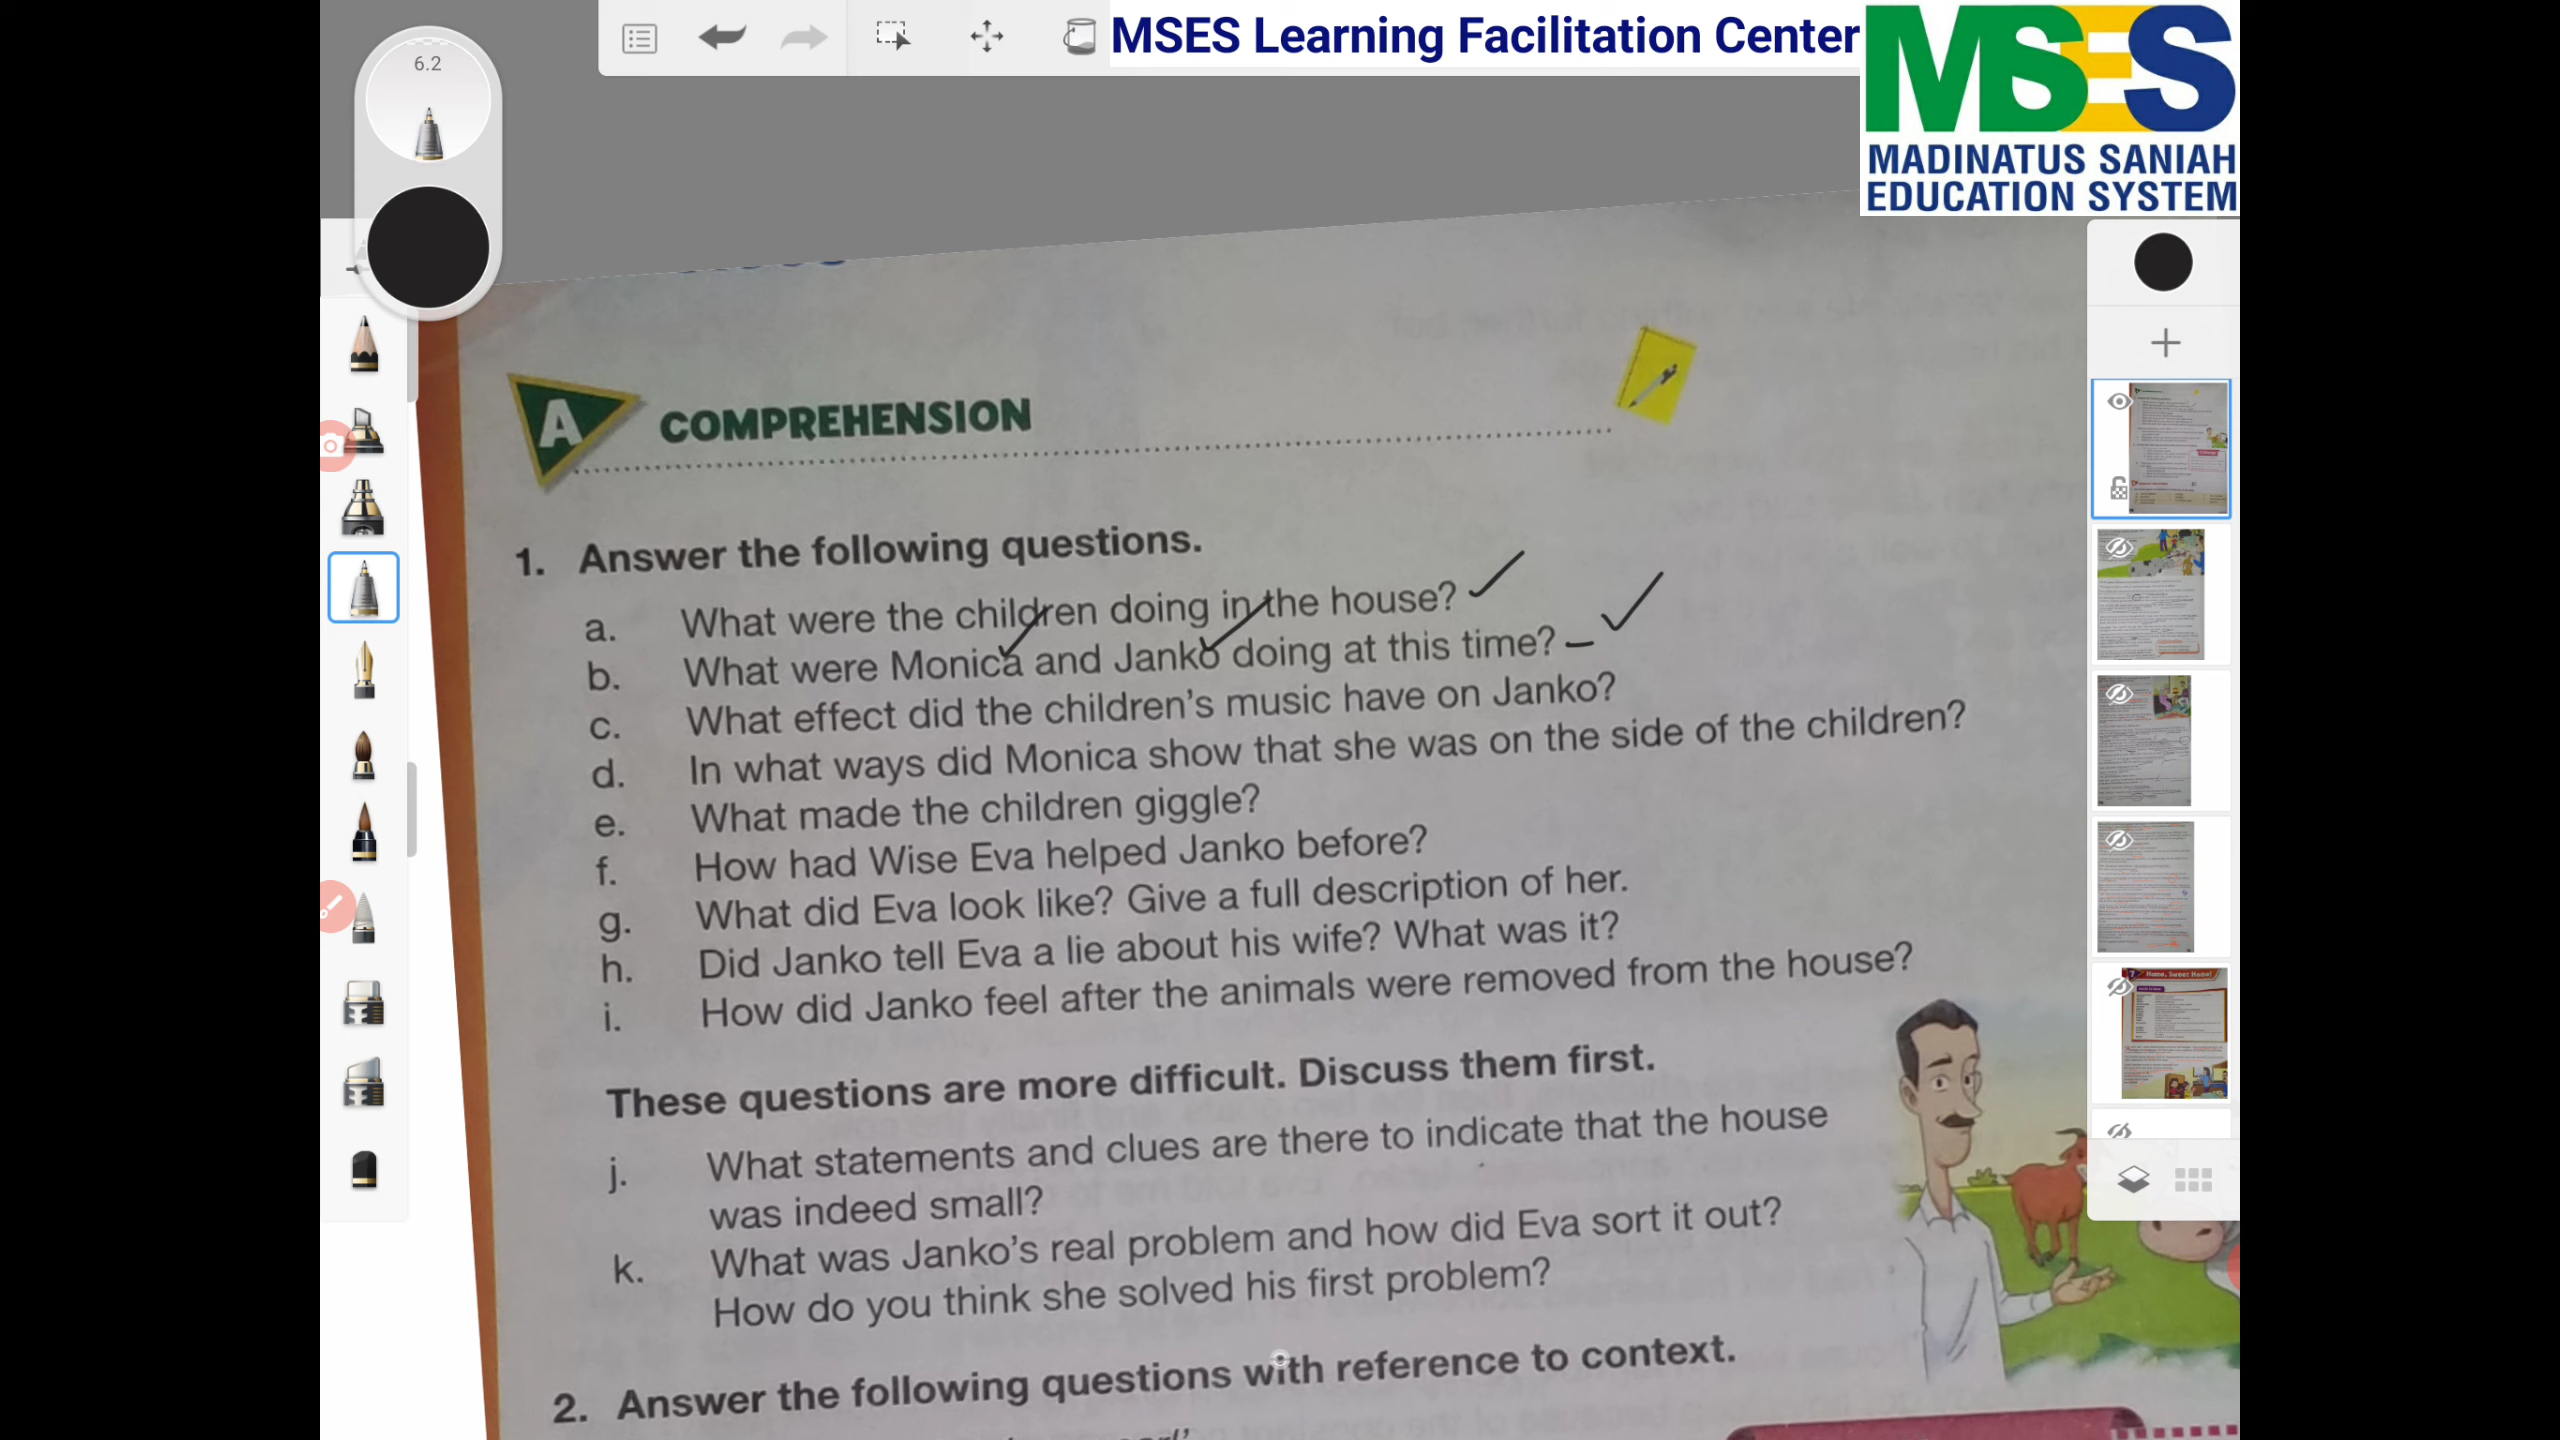 6.2
MSES Learning Facilitation Center
MSES
MADINATUS SANIAH
EDUCATION SYSTEM
A COMPREHENSION
1. Answer the following questions.
a. What were the children doing in the house?
b. What were Monica and Janko doing at this time?
c. What effect did the children's music have on Janko?
d. In what ways did Monica show that she was on the side of the children?
e. What made the children giggle?
f. How had Wise Eva helped Janko before?
g. What did Eva look like? Give a full description of her.
h. Did Janko tell Eva a lie about his wife? What was it?
i. How did Janko feel after the animals were removed from the house?
These questions are more difficult. Discuss them first.
j. What statements and clues are there to indicate that the house
was indeed small?
k. What was Janko's real problem and how did Eva sort it out?
How do you think she solved his first problem?
2. Answer the following questions with reference to context.
7 Home, Sweet Home!